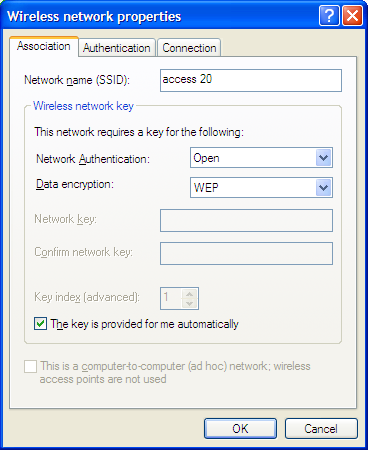 Wireless network properties
Association Authentication Connection
Network name (SSID): access 20
Wireless network key
This network requires a key for the following:
Network Authentication: Open
Data encryption: WEP
Network key:
Confirm network key:
Key index (advanced): 1
The key is provided for me automatically
This is a computer-to-computer (ad hoc) network; wireless
access points are not used
OK Cancel